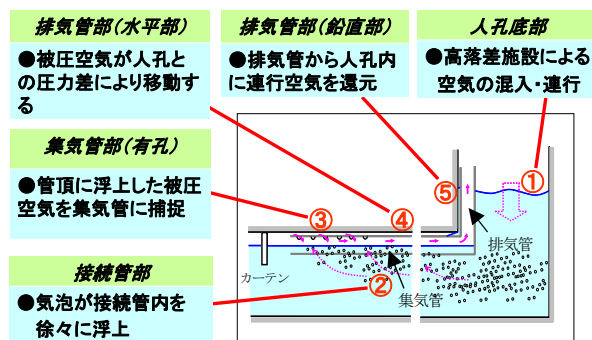 排気管部(水平部)
●被圧空気が人孔と
の圧力差により移動す
る
排気管部(鉛直部)
●排気管から人孔内
に連行空気を還元
人孔底部
●高落差施設による
空気の混入・連行
集気管部(有孔)
●管頂に浮上した被圧
空気を集気管に捕捉
接続管部
●気泡が接続管内を
徐々に浮上
①
⑤
④
③
②
排気管
カーテン
集気管